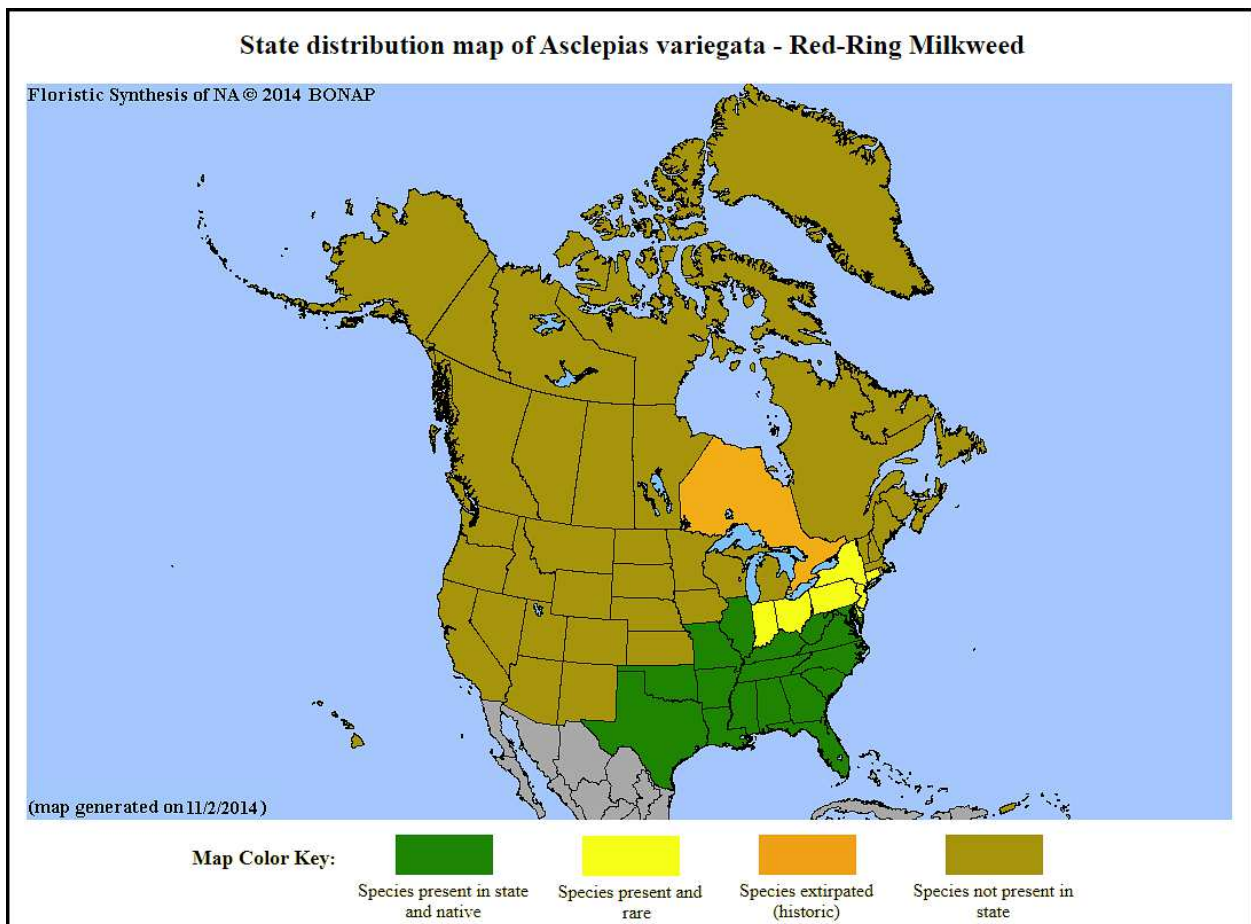 State distribution map of Asclepias variegata - Red-Ring Milkweed
Floristic Synthesis of NA © 2014 BONAP
(map generated on 11/2/2014)
Map Color Key:
Species present in state
and native
Species present and
rare
Species extirpated
(historic)
Species not present in
state